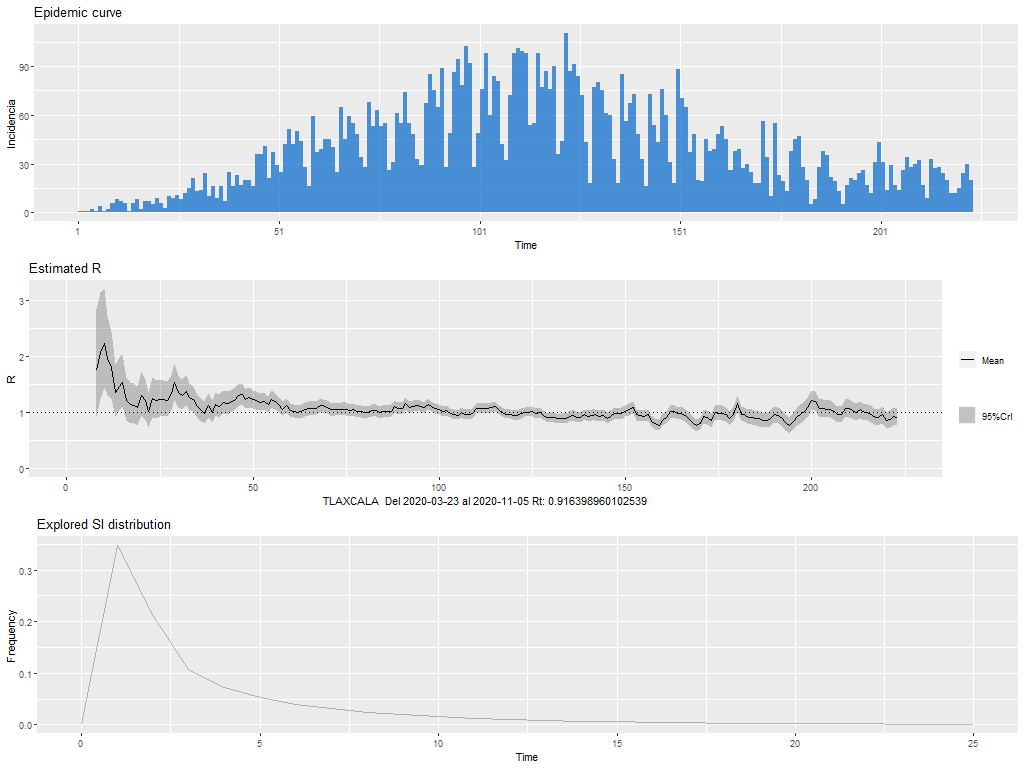 Epidemic curve
Incidencia
90
60
30
0
1
51
101
151
201
Time
Estimated R
R
3
2
1
0
0
50
100
150
200
Mean
95%CrI
TLAXCALA Del 2020-03-23 al 2020-11-05 Rt: 0.916398960102539
Explored SI distribution
Frequency
0.3
0.2
0.1
0.0
0
5
10
15
20
25
Time